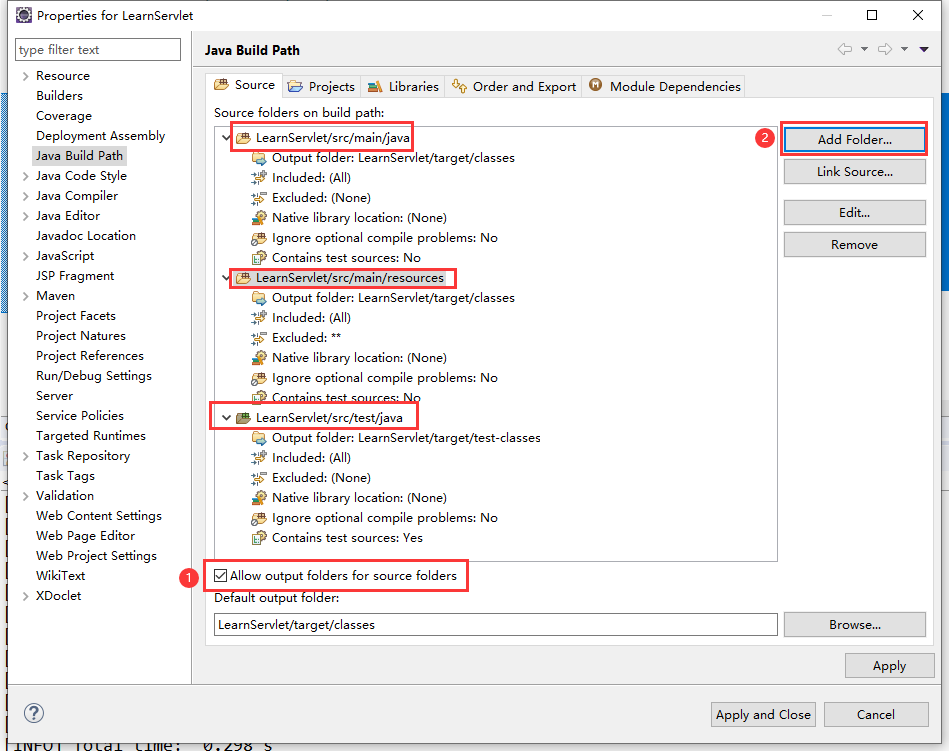 Properties for LearnServlet
type filter text
Resource
Builders
Coverage
Deployment Assembly
Java Build Path
Java Code Style
Java Compiler
Java Editor
Javadoc Location
JavaScript
JSP Fragment
Maven
Project Facets
Project Natures
Project References
Run/Debug Settings
Server
Service Policies
Targeted Runtimes
Task Repository
Task Tags
Validation
Web Content Settings
Web Page Editor
Web Project Settings
WikiText
XDoclet
Java Build Path
Source Projects Libraries Order and Export Module Dependencies
Source folders on build path:
LearnServlet/src/main/java
Output folder: LearnServlet/target/classes
Included: (All)
Excluded: (None)
Native library location: (None)
Ignore optional compile problems: No
Contains test sources: No
LearnServlet/src/main/resources
Output folder: LearnServlet/target/classes
Included: (All)
Excluded: **
Native library location: (None)
Ignore optional compile problems: No
Contains test sources: No
LearnServlet/src/test/java
Output folder: LearnServlet/target/test-classes
Included: (All)
Excluded: (None)
Native library location: (None)
Ignore optional compile problems: No
Contains test sources: Yes
2
Add Folder...
Link Source...
Edit...
Remove
1
Allow output folders for source folders
Default output folder:
LearnServlet/target/classes
Browse...
Apply
Apply and Close
Cancel
INFO] Total time: 0.298 s